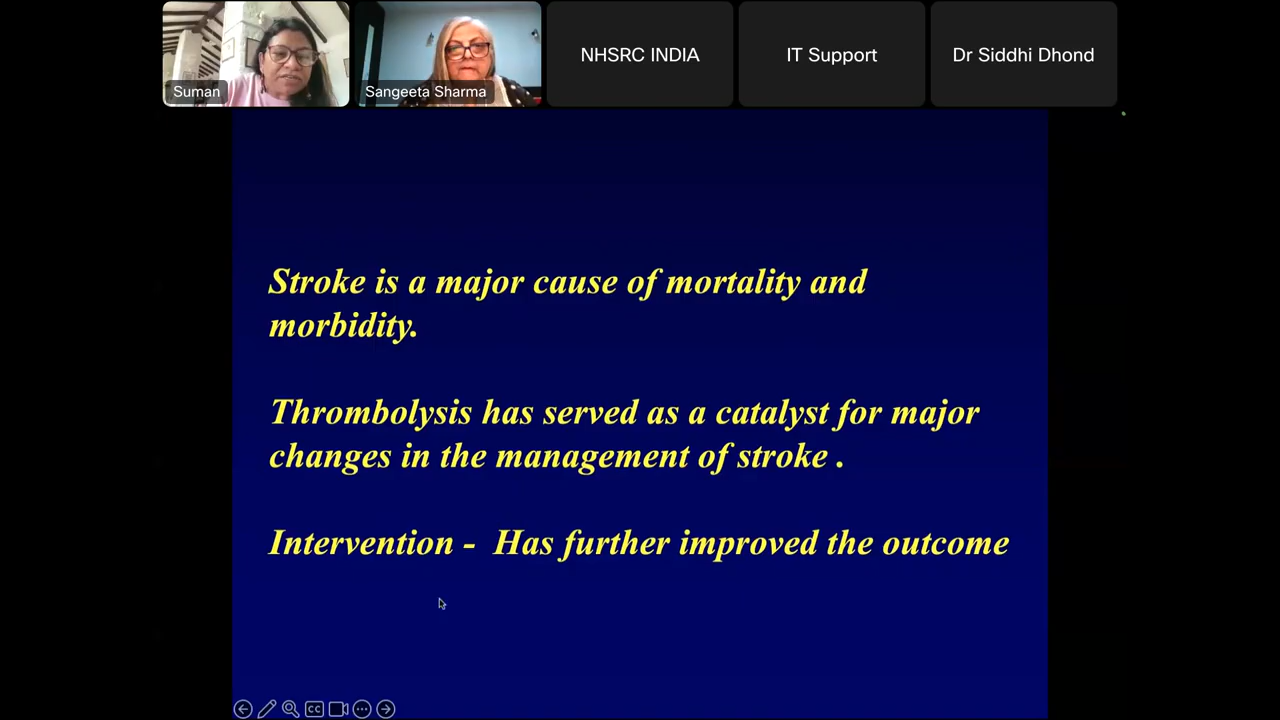 Suman
Sangeeta Sharma
NHSRC INDIA
IT Support
Dr Siddhi Dhond
Stroke is a major cause of mortality and
morbidity.
Thrombolysis has served as a catalyst for major
changes in the management of stroke .
Intervention - Has further improved the outcome
CC